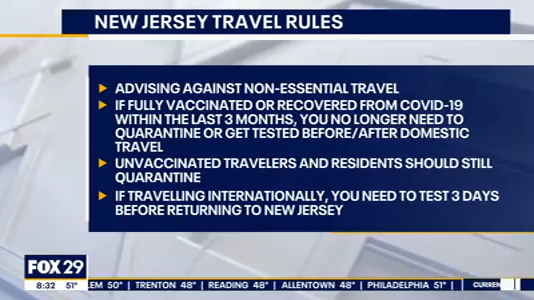 NEW JERSEY TRAVEL RULES
ADVISING AGAINST NON-ESSENTIAL TRAVEL
IF FULLY VACCINATED OR RECOVERED FROM COVID-19
WITHIN THE LAST 3 MONTHS, YOU NO LONGER NEED TO
QUARANTINE OR GET TESTED BEFORE/AFTER DOMESTIC
TRAVEL
UNVACCINATED TRAVELERS AND RESIDENTS SHOULD STILL
QUARANTINE
IF TRAVELLING INTERNATIONALLY, YOU NEED TO TEST 3 DAYS
BEFORE RETURNING TO NEW JERSEY
FOX 29
8:32 51° LEM 50° | TRENTON 48° | READING 48° | ALLENTOWN 48° | PHILADELPHIA 51° | CURREN